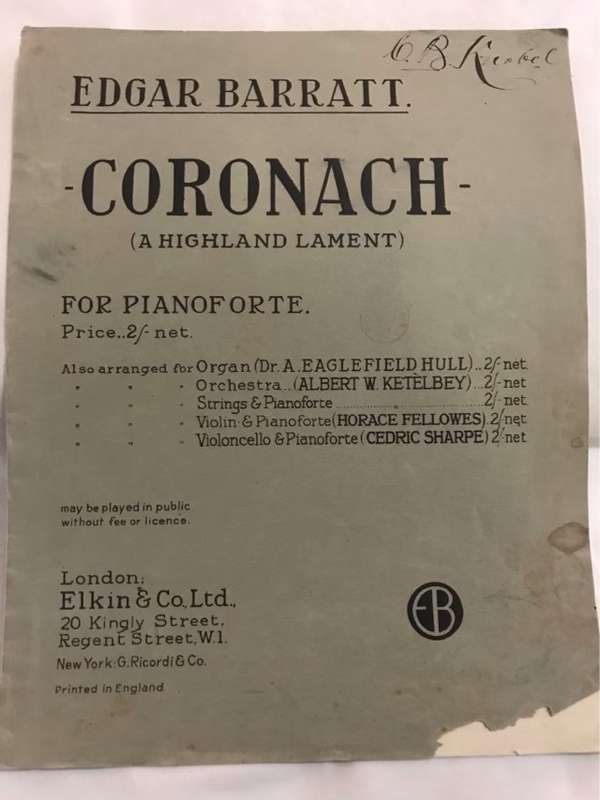 EDGAR BARRATT.
-CORONACH-
(A HIGHLAND LAMENT)
FOR PIANOFORTE.
Price..2/- net.
Also arranged for Organ (Dr. A. EAGLEFIELD HULL)..2/- net.
" " " Orchestra...(ALBERT W. KETÈLBEY)...2/- net
" " " Strings & Pianoforte...2/- net.
" " " Violin & Pianoforte (HORACE FELLOWES).2/- net.
" " " Violoncello & Pianoforte (CEDRIC SHARPE) 2/- net
may be played in public
without fee or licence.
London:
Elkin & Co., Ltd.,
20 Kingly Street,
Regent Street, W.1.
New York: G. Ricordi & Co.
Printed in England
EB